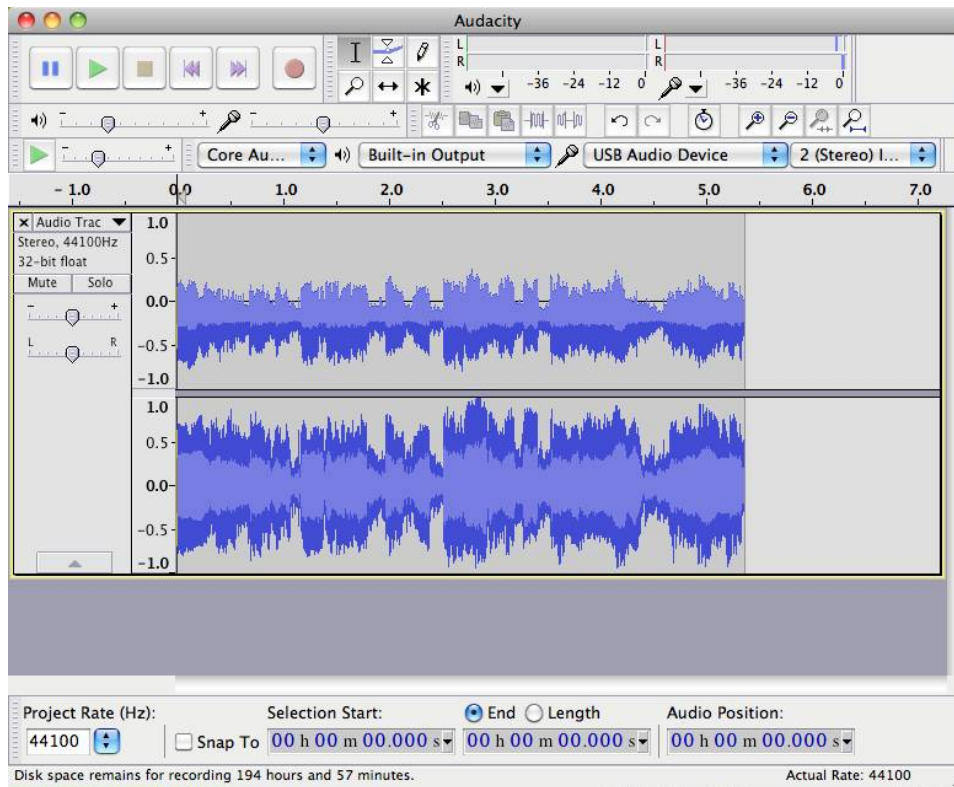 Audacity
L
R
-36 -24 -12 0
L
R
-36 -24 -12 0
- + - +
- + Core Au... Built-in Output USB Audio Device 2 (Stereo) I...
- 1.0 0.0 1.0 2.0 3.0 4.0 5.0 6.0 7.0
Audio Trac
Stereo, 44100Hz
32-bit float
Mute Solo
- +
L R
1.0
0.5-
0.0-
-0.5-
-1.0
1.0
0.5-
0.0-
-0.5-
-1.0
Project Rate (Hz): Selection Start: End Length Audio Position:
44100 Snap To 00 h 00 m 00.000 s 00 h 00 m 00.000 s 00 h 00 m 00.000 s
Disk space remains for recording 194 hours and 57 minutes. Actual Rate: 44100